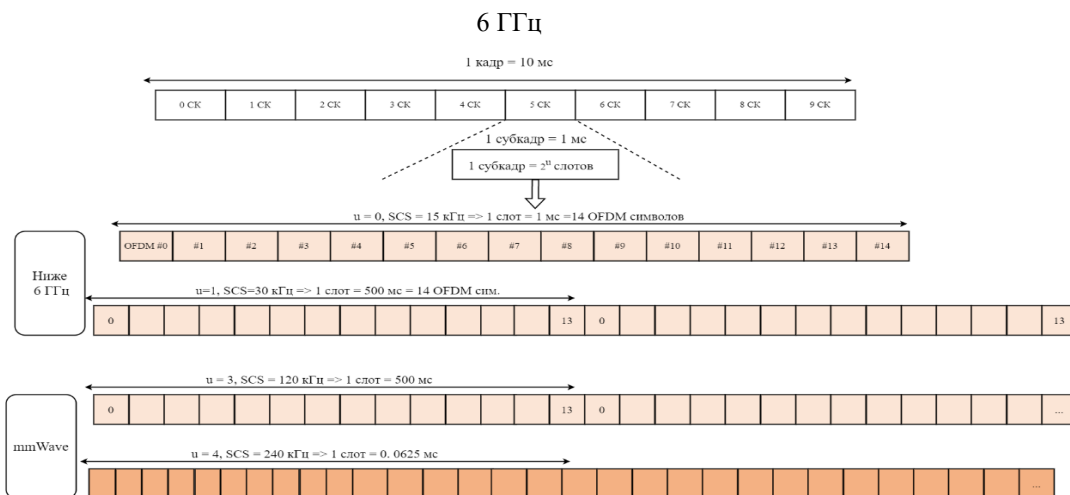 6 ГГц
1 кадр = 10 мс
0 СК 1 СК 2 СК 3 СК 4 СК 5 СК 6 СК 7 СК 8 СК 9 СК
1 субкадр = 1 мс
1 субкадр = 2^u слотов
u = 0, SCS = 15 кГц => 1 слот = 1 мс =14 OFDM символов
OFDM #0 #1 #2 #3 #4 #5 #6 #7 #8 #9 #10 #11 #12 #13 #14
Ниже
6 ГГц
u=1, SCS=30 кГц => 1 слот = 500 мс = 14 OFDM сим.
0 13 0 13
u = 3, SCS = 120 кГц => 1 слот = 500 мс
0 13 0 ...
mmWave
u = 4, SCS = 240 кГц => 1 слот = 0. 0625 мс
...